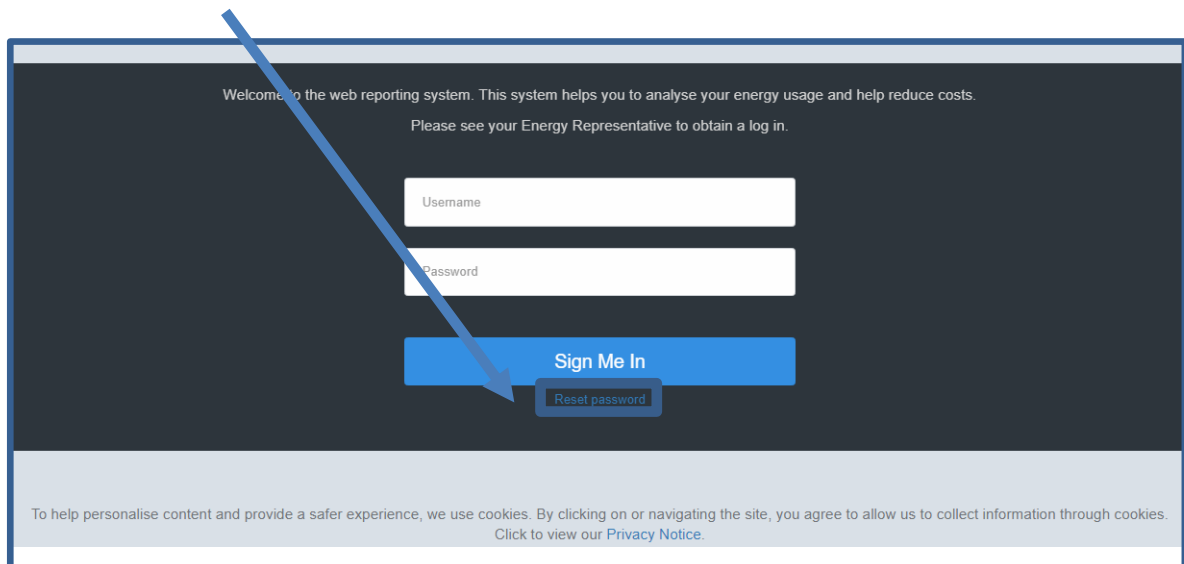 Welcome to the web reporting system. This system helps you to analyse your energy usage and help reduce costs.
Please see your Energy Representative to obtain a log in.
Username
Password
Sign Me In
Reset password
To help personalise content and provide a safer experience, we use cookies. By clicking on or navigating the site, you agree to allow us to collect information through cookies.
Click to view our Privacy Notice.